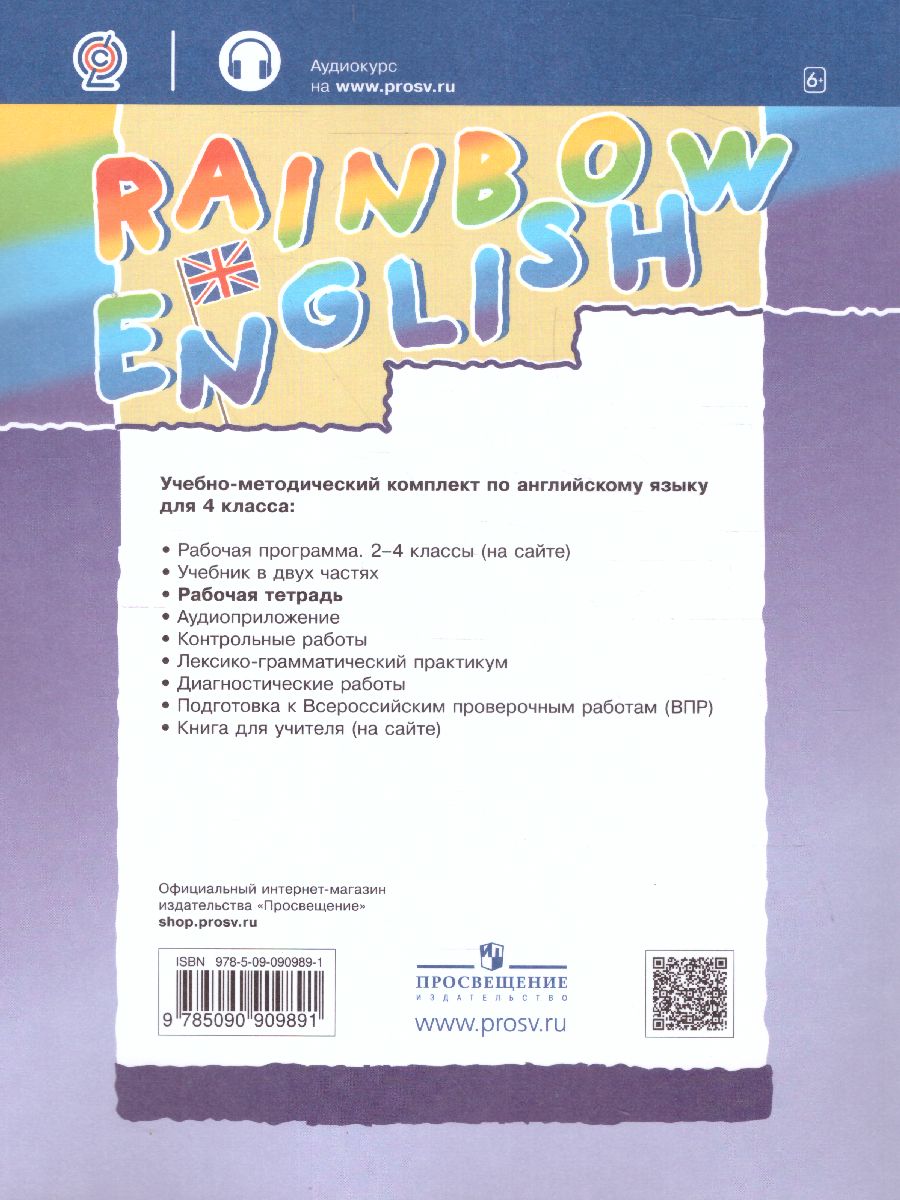 Аудиокурс
на www.prosv.ru
6+
RAINBOW
ENGLISH
Учебно-методический комплект по английскому языку
для 4 класса:
• Рабочая программа. 2–4 классы (на сайте)
• Учебник в двух частях
• Рабочая тетрадь
• Аудиоприложение
• Контрольные работы
• Лексико-грамматический практикум
• Диагностические работы
• Подготовка к Всероссийским проверочным работам (ВПР)
• Книга для учителя (на сайте)
Официальный интернет-магазин
издательства «Просвещение»
shop.prosv.ru
ISBN 978-5-09-090989-1
9 785090 909891
ИП
ПРОСВЕЩЕНИЕ
ИЗДАТЕЛЬСТВО
www.prosv.ru